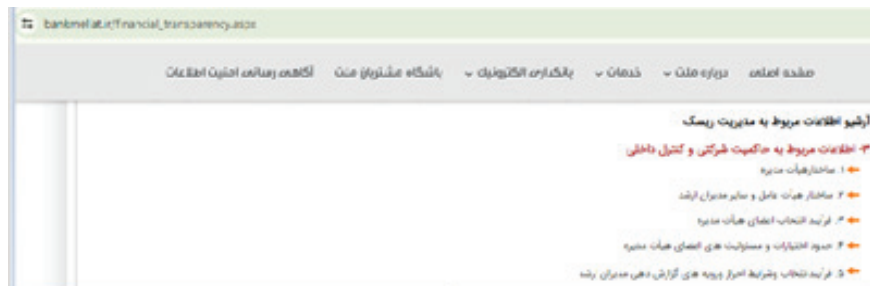 bankmellat.ir/financial_transparency.aspx
صفحه اصلی درباره ملت خدمات بانکداری الکترونیک باشگاه مشتریان ملت آگاهی رسانی امنیت اطلاعات
آرشیو اطلاعات مربوط به مدیریت ریسک
۳- اطلاعات مربوط به حاکمیت شرکتی و کنترل داخلی
۱. ساختار هیأت مدیره
۲. ساختار هیأت عامل و سایر مدیران ارشد
۳. فرآیند انتخاب اعضای هیأت مدیره
۴. حدود اختیارات و مسئولیت های اعضای هیأت مدیره
۵. فرآیند انتخاب وشرایط احراز ورویه های گزارش دهی مدیران رشد